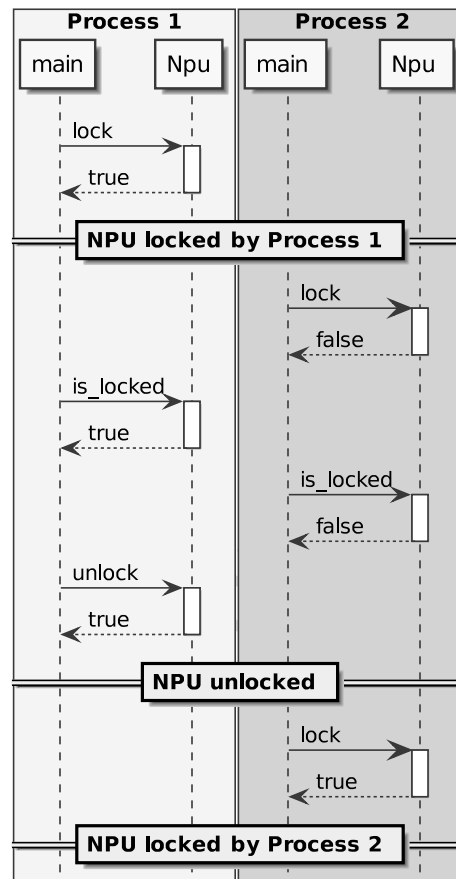 Process 1
Process 2
main
Npu
main
Npu
lock
true
NPU locked by Process 1
lock
false
is_locked
true
is_locked
false
unlock
true
NPU unlocked
lock
true
NPU locked by Process 2